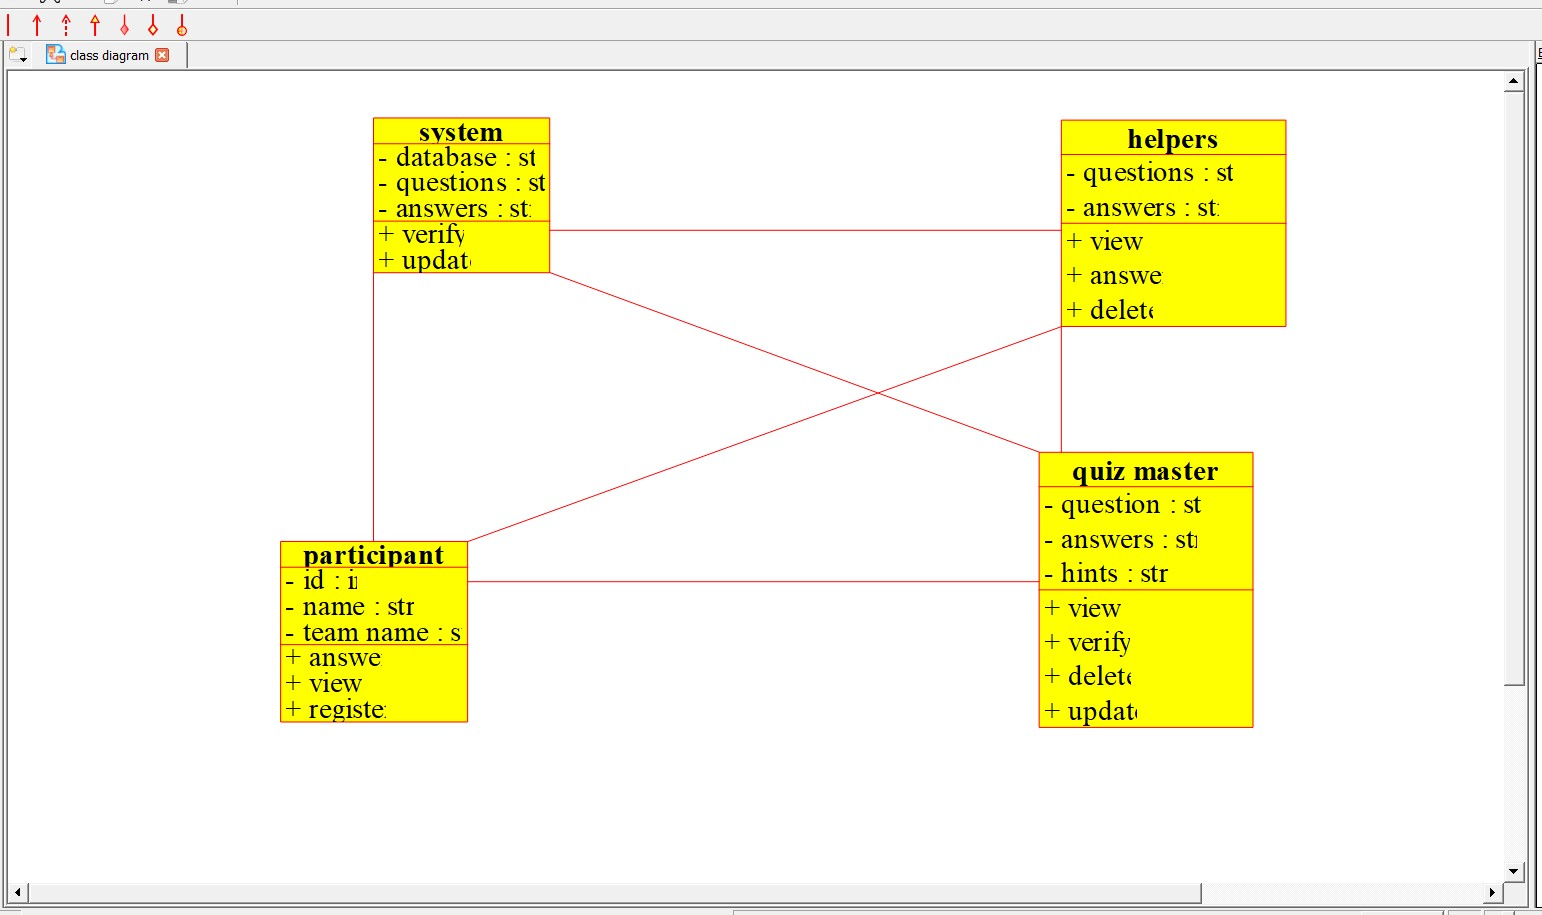 class diagram
system
- database : st
- questions : st
- answers : st
+ verify
+ updat
helpers
- questions : st
- answers : st
+ view
+ answe
+ delete
quiz master
- question : st
- answers : st
- hints : str
+ view
+ verify
+ delete
+ updat
participant
- id : i
- name : str
- team name : s
+ answe
+ view
+ registe